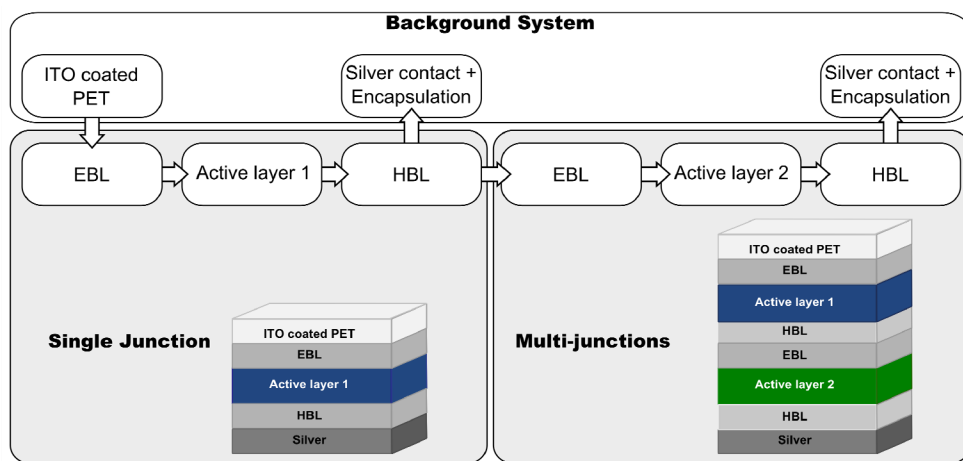 Background System
ITO coated
PET
Silver contact +
Encapsulation
Silver contact +
Encapsulation
EBL
Active layer 1
HBL
EBL
Active layer 2
HBL
Single Junction
ITO coated PET
EBL
Active layer 1
HBL
Silver
Multi-junctions
ITO coated PET
EBL
Active layer 1
HBL
EBL
Active layer 2
HBL
Silver